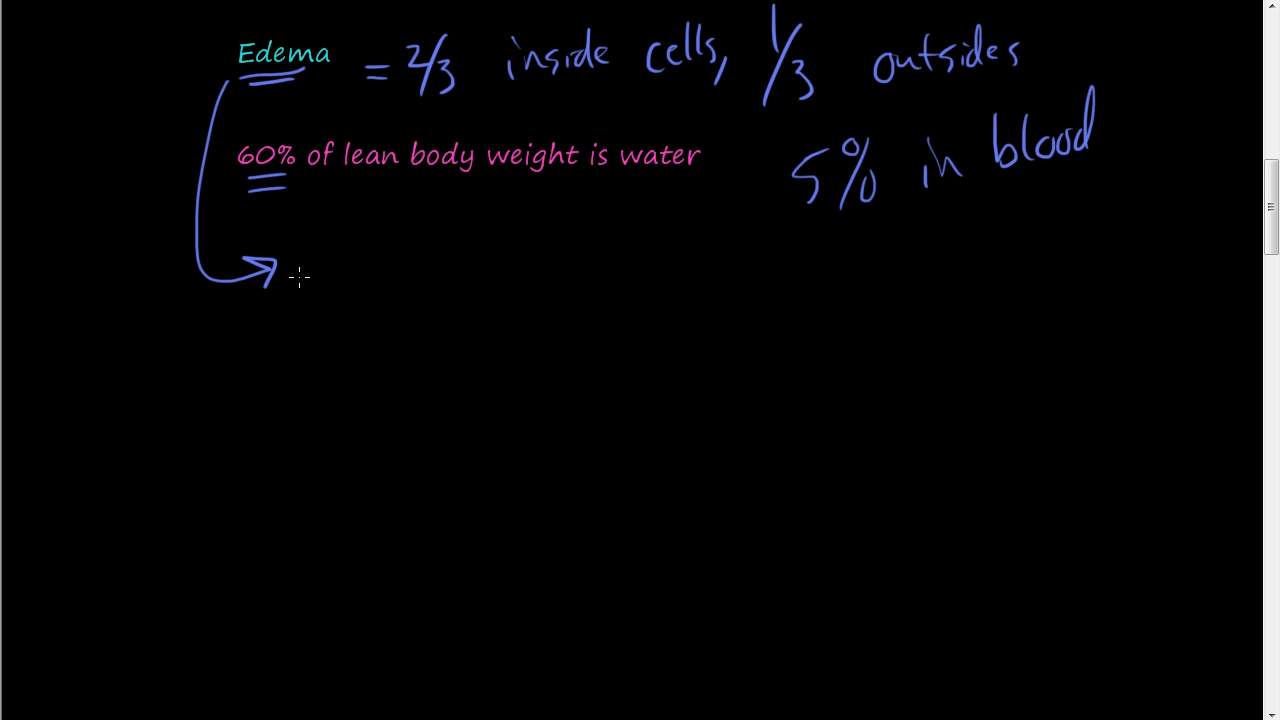 Edema = 2/3 inside cells, 1/3 outsides
60% of lean body weight is water 5% in blood